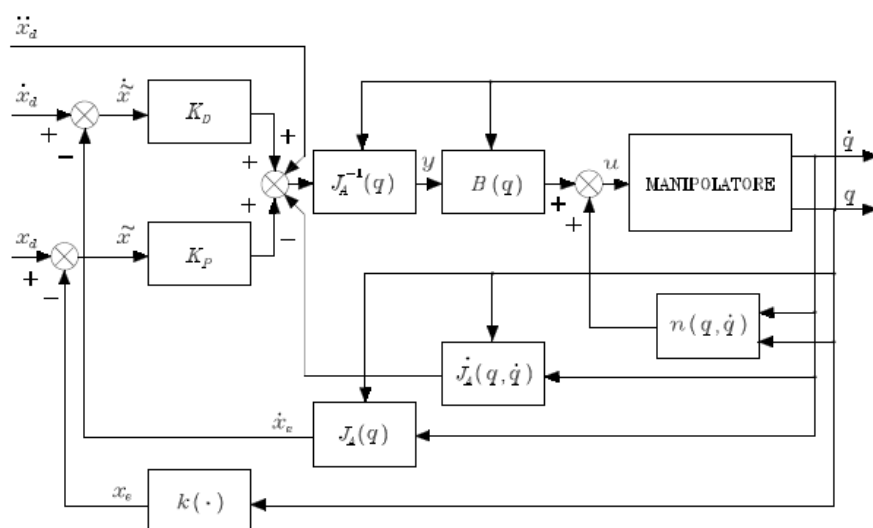 ẍ_d
ẋ_d
+
−
x̃̇
K_D
+
+
+
−
J_A^{-1}(q)
y
B(q)
+
+
u
MANIPOLATORE
q̇
q
x_d
+
−
x̃
K_P
n(q, q̇)
J̇_A(q, q̇)
ẋ_e
J_A(q)
x_e
k(·)